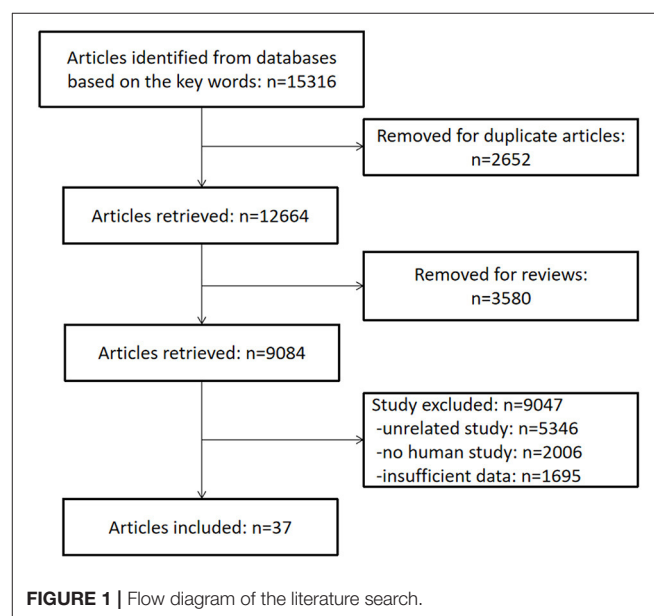 Articles identified from databases
based on the key words: n=15316
Removed for duplicate articles:
n=2652
Articles retrieved: n=12664
Removed for reviews:
n=3580
Articles retrieved: n=9084
Study excluded: n=9047
-unrelated study: n=5346
-no human study: n=2006
-insufficient data: n=1695
Articles included: n=37
FIGURE 1 | Flow diagram of the literature search.